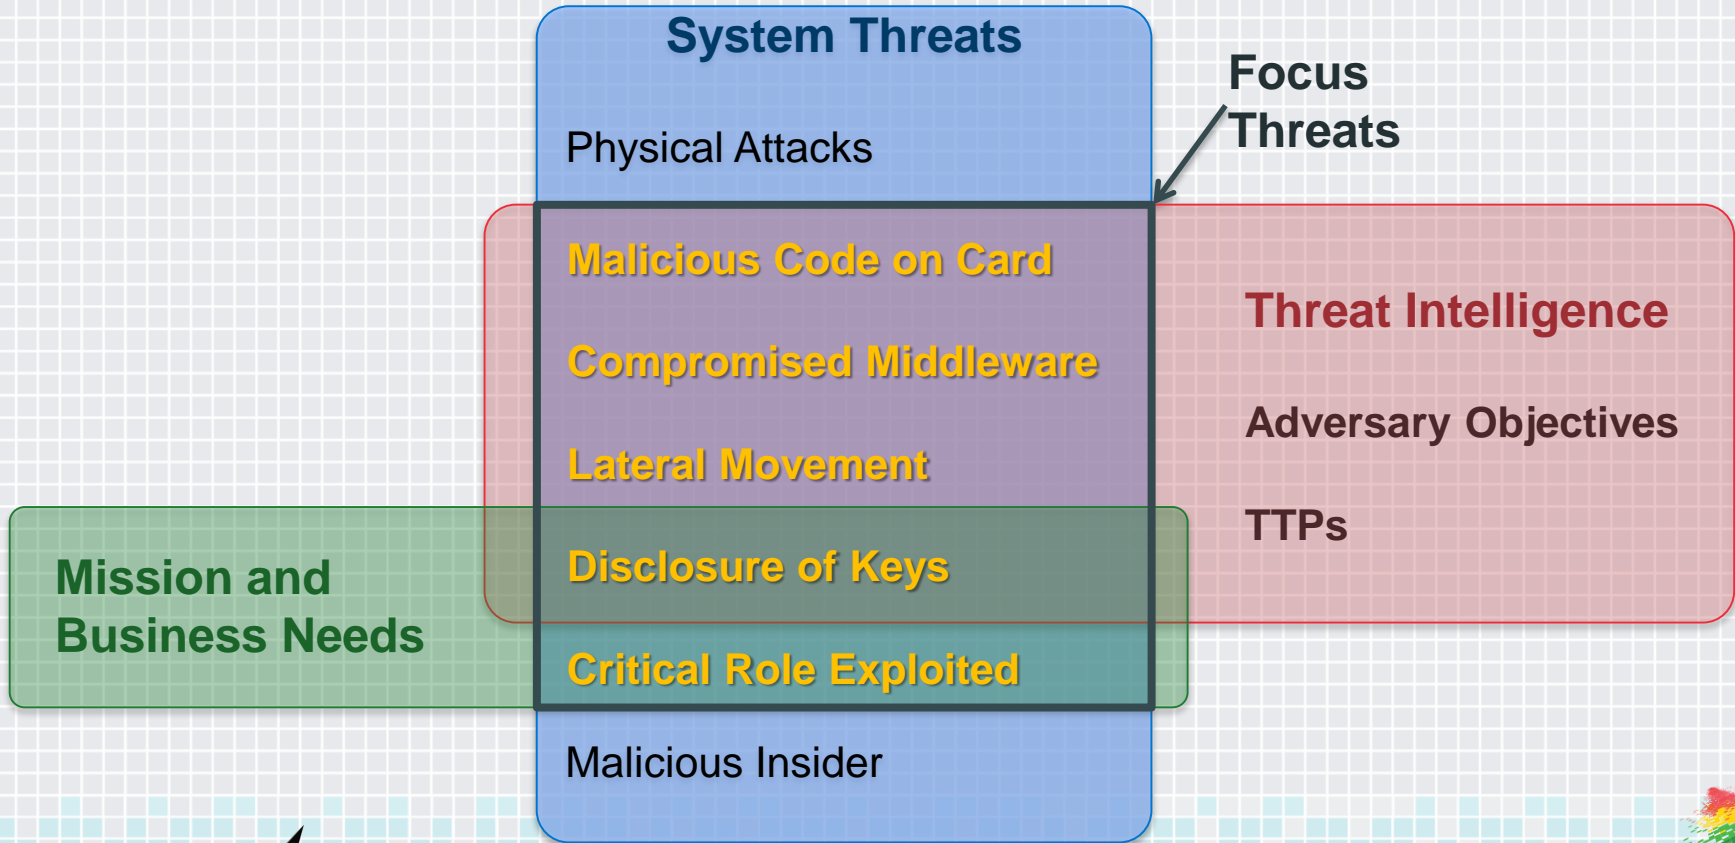 System Threats
Focus
Threats
Physical Attacks
Malicious Code on Card
Threat Intelligence
Compromised Middleware
Adversary Objectives
Lateral Movement
TTPs
Disclosure of Keys
Mission and
Business Needs
Critical Role Exploited
Malicious Insider